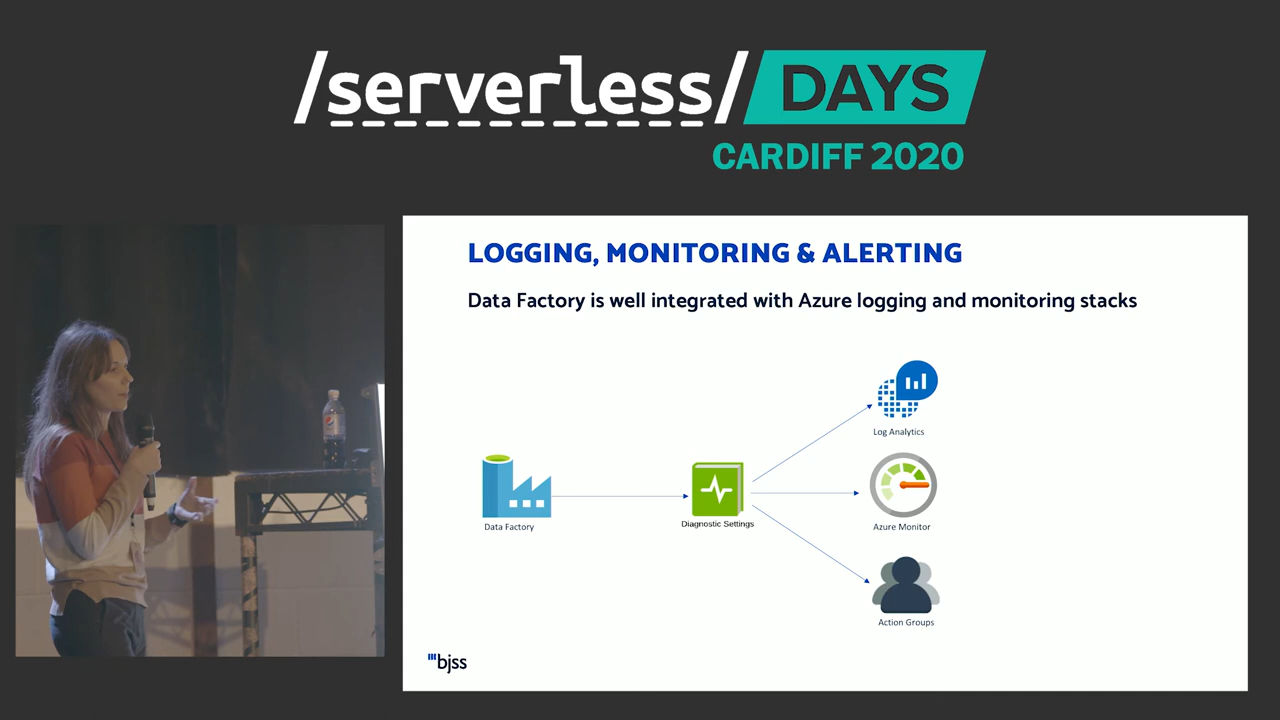 /serverless/ DAYS
CARDIFF 2020
LOGGING, MONITORING & ALERTING
Data Factory is well integrated with Azure logging and monitoring stacks
Log Analytics
Data Factory
Diagnostic Settings
Azure Monitor
Action Groups
bjss